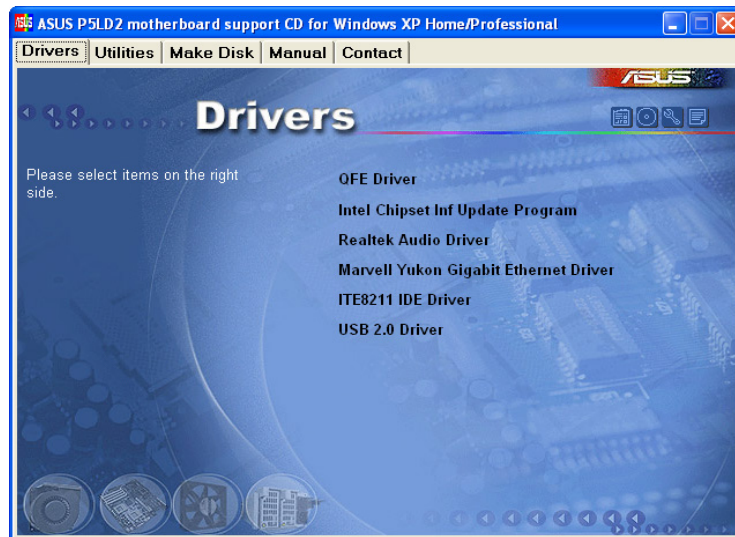 ASUS P5LD2 motherboard support CD for Windows XP Home/Professional
Drivers Utilities Make Disk Manual Contact
ASUS
Drivers
Please select items on the right
side.
QFE Driver
Intel Chipset Inf Update Program
Realtek Audio Driver
Marvell Yukon Gigabit Ethernet Driver
ITE8211 IDE Driver
USB 2.0 Driver